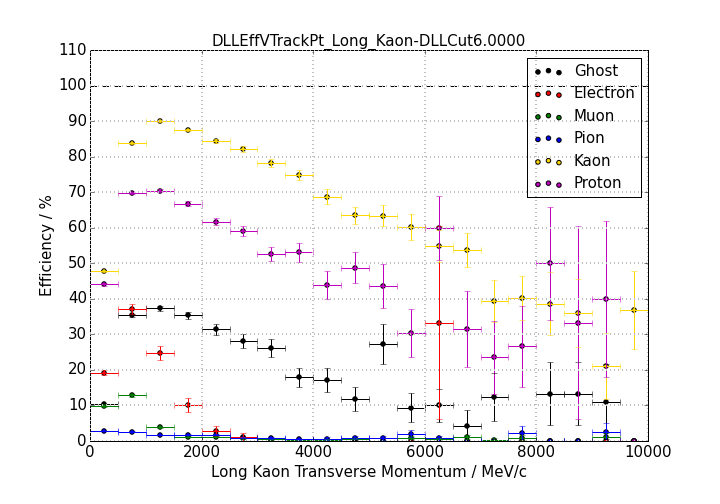 DLLEffVTrackPt_Long_Kaon-DLLCut6.0000
110
100
90
80
70
60
50
40
30
20
10
0
Efficiency / %
Ghost
Electron
Muon
Pion
Kaon
Proton
0 2000 4000 6000 8000 10000
Long Kaon Transverse Momentum / MeV/c